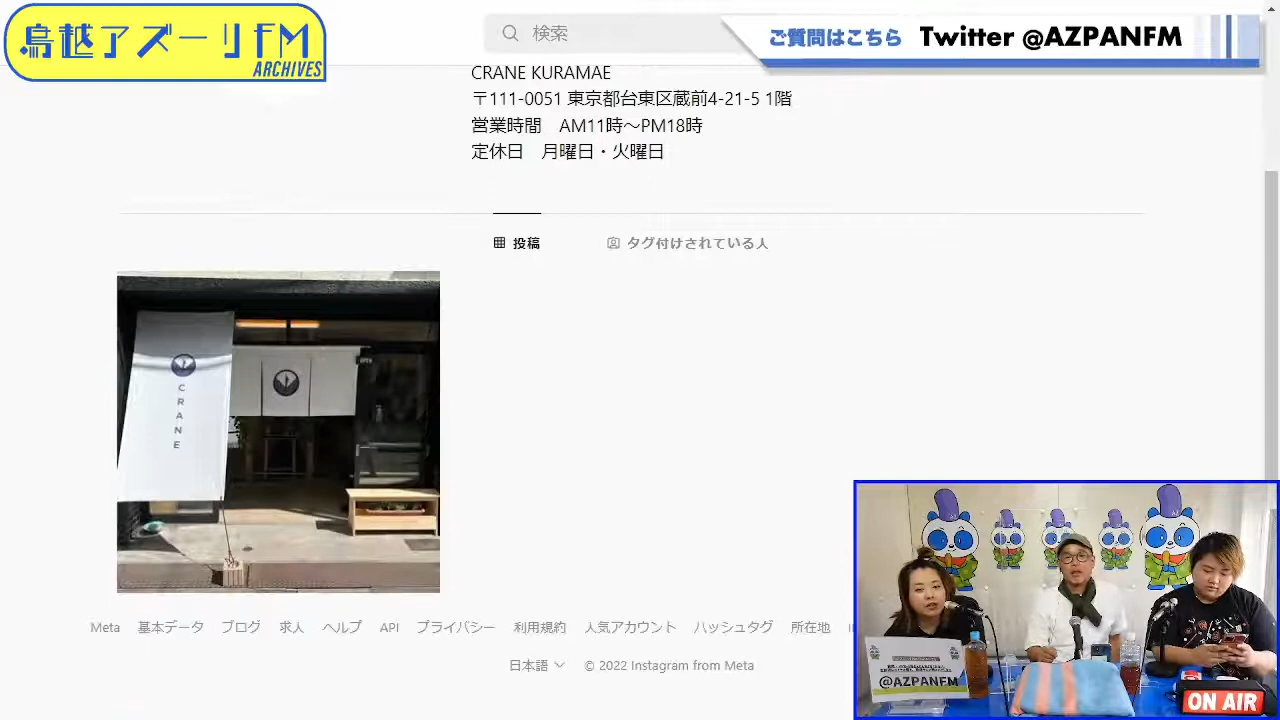 鳥越アズーリFM
ARCHIVES
検索
ご質問はこちら Twitter @AZPANFM
CRANE KURAMAE
〒111-0051 東京都台東区蔵前4-21-5 1階
営業時間 AM11時～PM18時
定休日 月曜日・火曜日
投稿
タグ付けされている人
OPEN
CRANE
Meta 基本データ ブログ 求人 ヘルプ API プライバシー 利用規約 人気アカウント ハッシュタグ 所在地
日本語 © 2022 Instagram from Meta
@AZPANFM
ON AIR